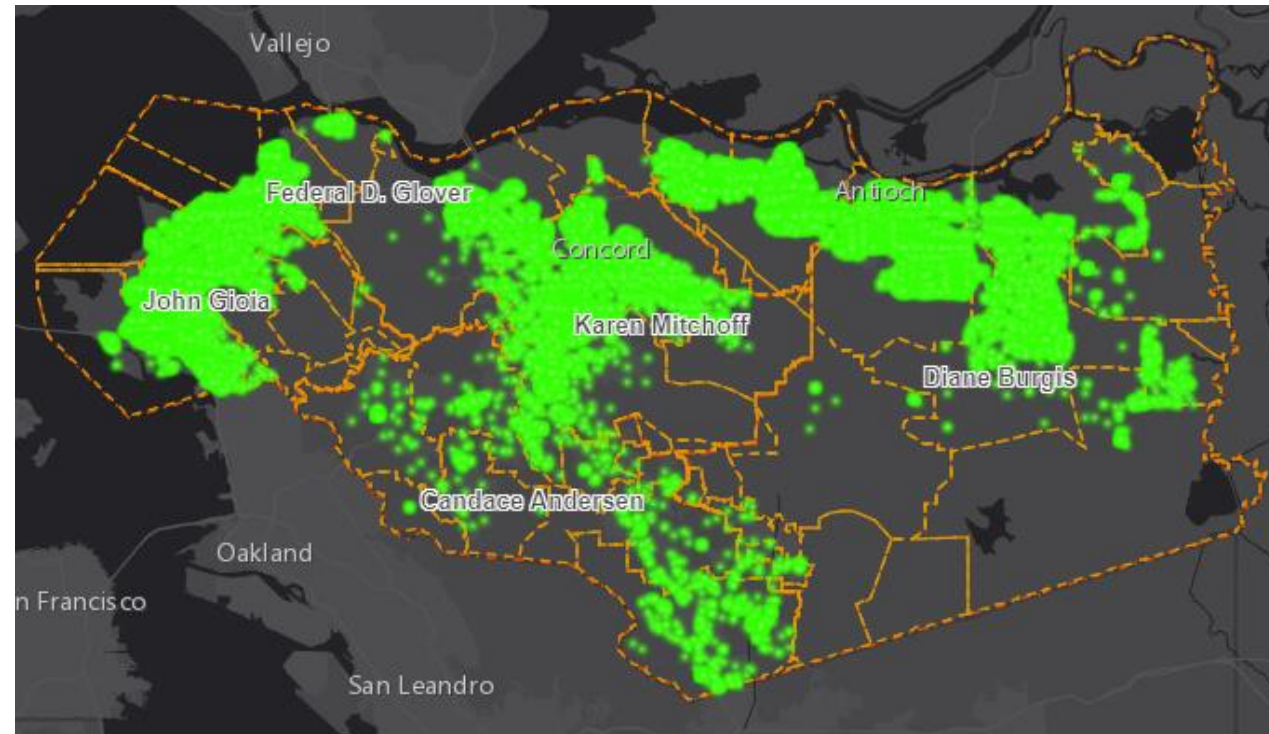 Vallejo
Federal D. Glover
Antioch
Concord
John Gioia
Karen Mitchoff
Diane Burgis
Candace Andersen
Oakland
n Francisco
San Leandro